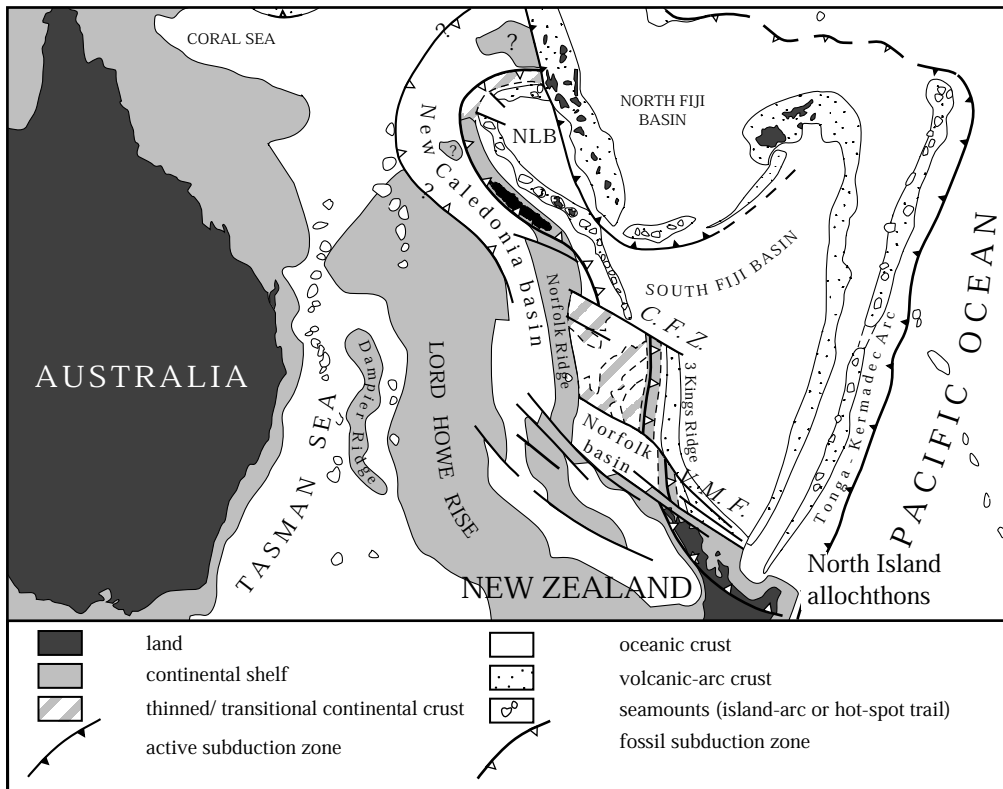 CORAL SEA
?
?
NORTH FIJI
BASIN
NLB
?
?
New Caledonia basin
SOUTH FIJI BASIN
Norfolk Ridge
C. F. Z.
3 Kings Ridge
AUSTRALIA
TASMAN SEA
Dampier Ridge
LORD HOWE RISE
Norfolk
basin
V. M. F.
Tonga - Kermadec Arc
PACIFIC OCEAN
NEW ZEALAND
North Island
allochthons
land
continental shelf
thinned/ transitional continental crust
active subduction zone
oceanic crust
volcanic-arc crust
seamounts (island-arc or hot-spot trail)
fossil subduction zone